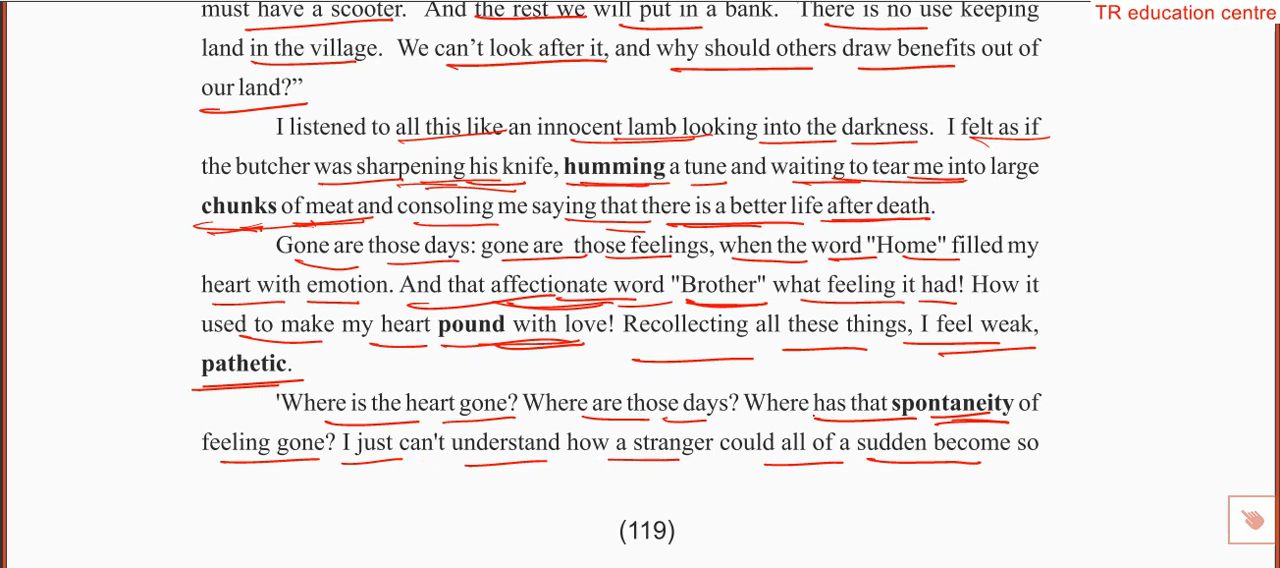 TR education centre
must have a scooter. And the rest we will put in a bank. There is no use keeping
land in the village. We can’t look after it, and why should others draw benefits out of
our land?”
I listened to all this like an innocent lamb looking into the darkness. I felt as if
the butcher was sharpening his knife, humming a tune and waiting to tear me into large
chunks of meat and consoling me saying that there is a better life after death.
Gone are those days: gone are those feelings, when the word "Home" filled my
heart with emotion. And that affectionate word "Brother" what feeling it had! How it
used to make my heart pound with love! Recollecting all these things, I feel weak,
pathetic.
'Where is the heart gone? Where are those days? Where has that spontaneity of
feeling gone? I just can't understand how a stranger could all of a sudden become so
(119)